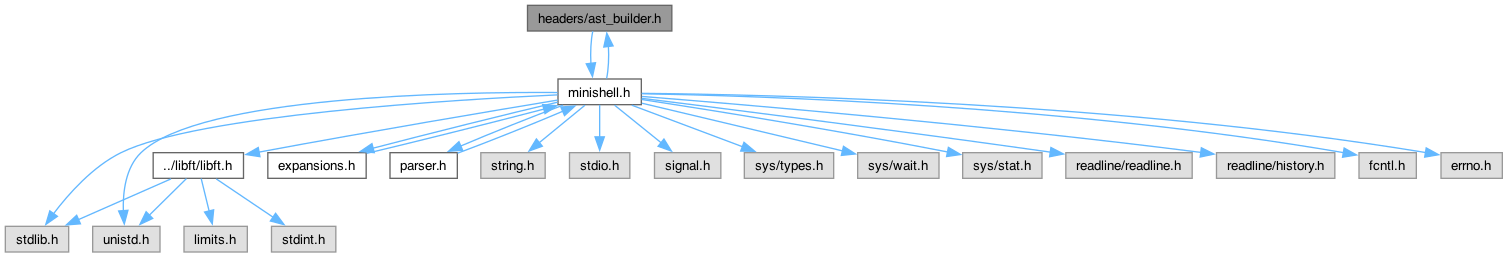 headers/ast_builder.h
minishell.h
../libft/libft.h
expansions.h
parser.h
string.h
stdio.h
signal.h
sys/types.h
sys/wait.h
sys/stat.h
readline/readline.h
readline/history.h
fcntl.h
errno.h
stdlib.h
unistd.h
limits.h
stdint.h